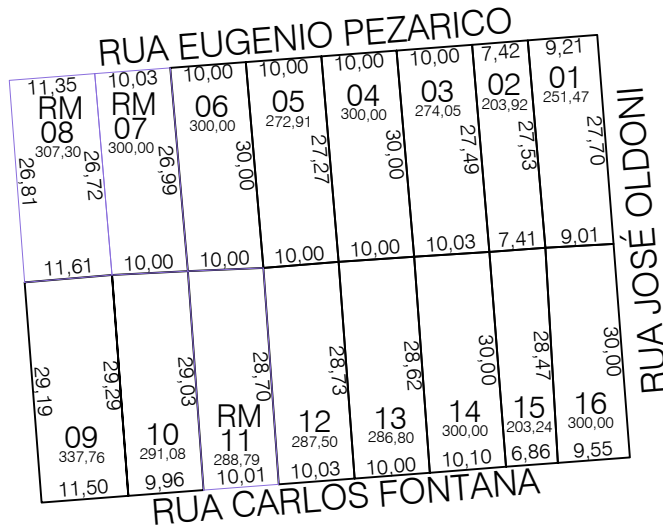 RUA EUGENIO PEZARICO
11,35 10,03 10,00 10,00 10,00 10,00 7,42 9,21
RM 08 307,30
RM 07 300,00
06 300,00
05 272,91
04 300,00
03 274,05
02 203,92
01 251,47
26,81 26,72 26,99 30,00 27,27 30,00 27,49 27,53 27,70
11,61 10,00 10,00 10,00 10,00 10,03 7,41 9,01
RUA JOSÉ OLDONI
29,19 29,29 29,03 28,70 28,73 28,62 30,00 28,47 30,00
09 337,76
10 291,08
RM 11 288,79
12 287,50
13 286,80
14 300,00
15 203,24
16 300,00
11,50 9,96 10,01 10,03 10,00 10,10 6,86 9,55
RUA CARLOS FONTANA